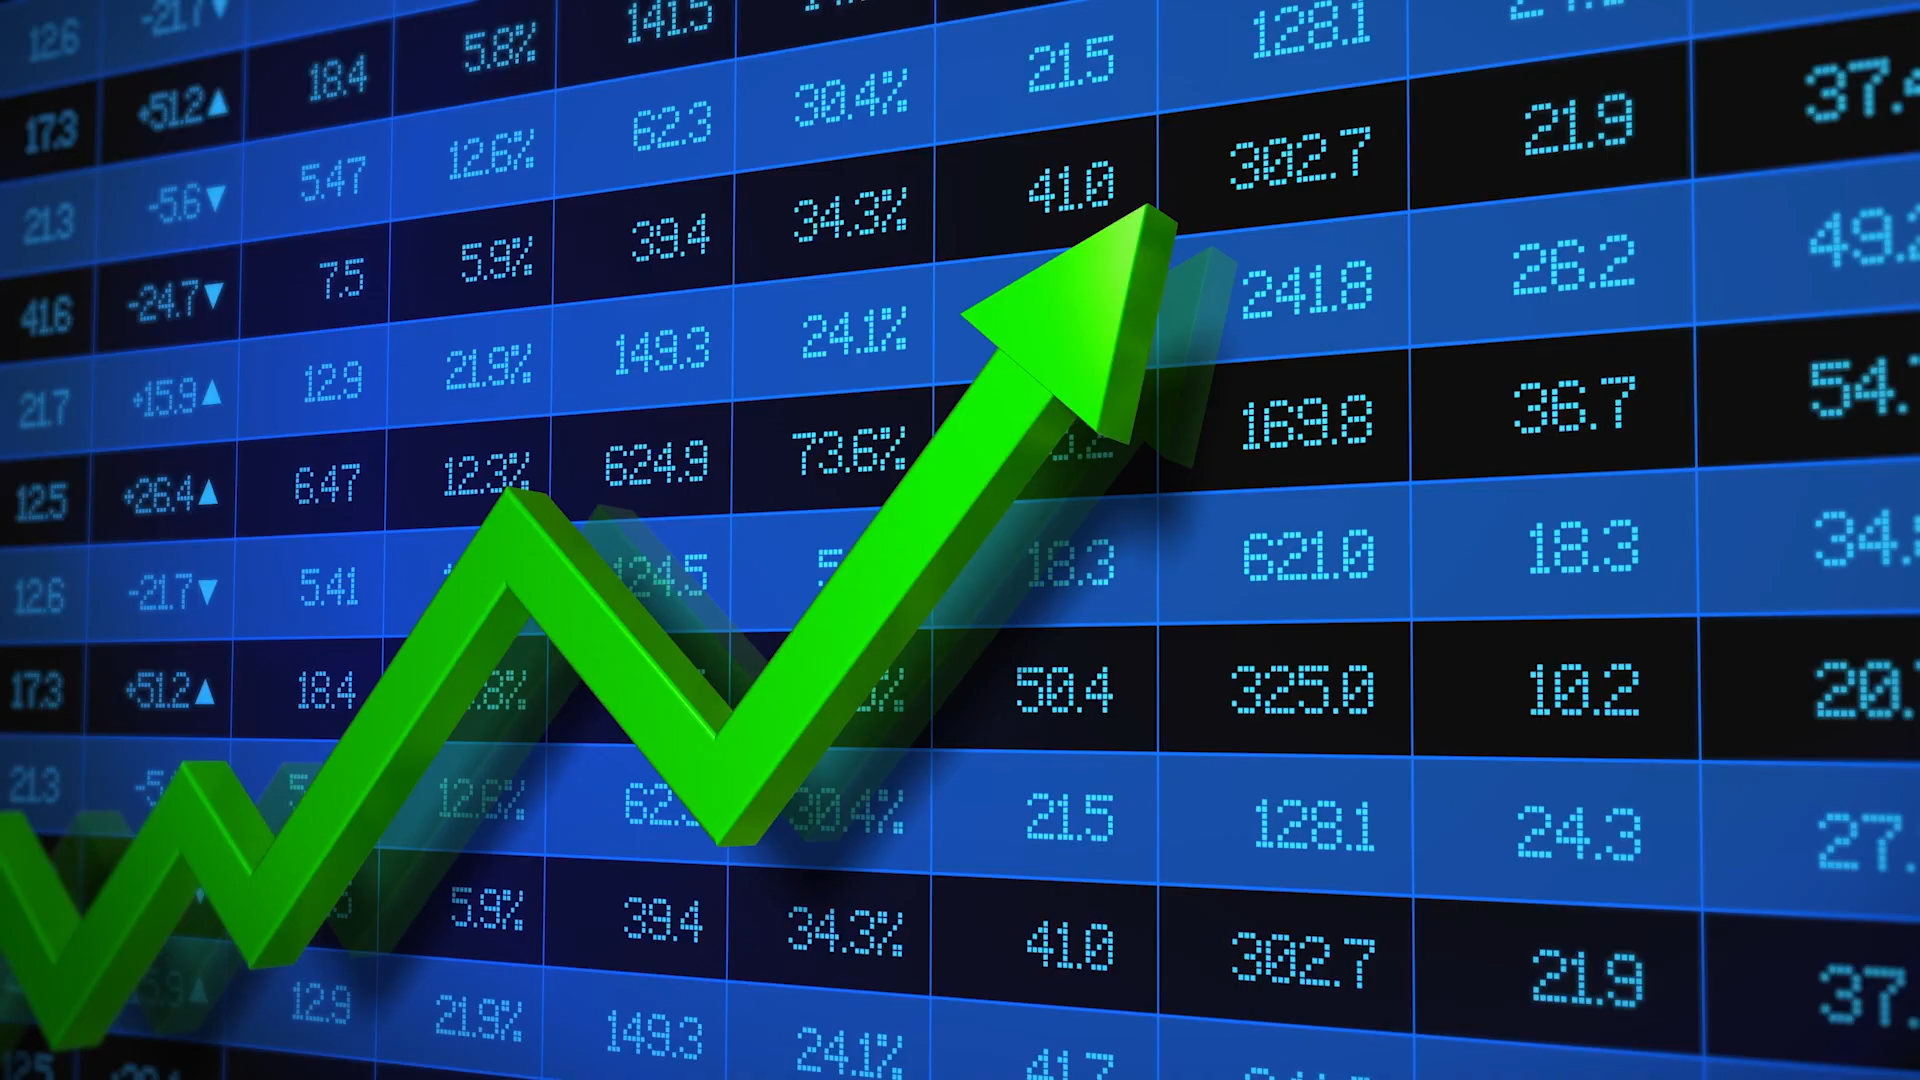 12.6 -21.7▼ 18.4 5.8% 141.5 21.5 128.1
17.3 +51.2▲ 5.47 12.6% 62.3 30.4% 41.0 302.7 21.9
21.3 -5.6▼ 7.5 5.9% 39.4 34.3% 241.8 26.2
41.6 -24.7▼ 12.9 21.9% 149.3 24.1% 169.8 36.7
21.7 +15.9▲ 6.47 12.3% 624.9 73.6% 18.3 621.0 18.3
12.5 +26.4▲ 5.41 124.5 50.4 325.0 10.2
12.6 -21.7▼ 18.4 21.5 128.1 24.3
17.3 +51.2▲ 12.6% 30.4% 41.0 302.7 21.9
21.3 5.9% 39.4 34.3%
12.9 21.9% 149.3 24.1% 41.7